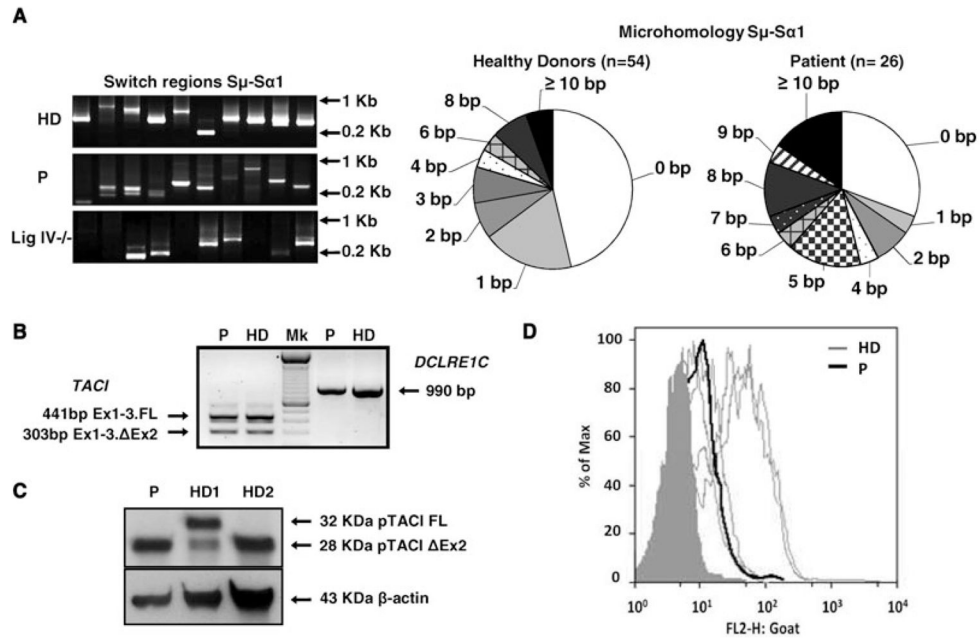 A
Switch regions Sµ-Sα1
HD
1 Kb
0.2 Kb
P
1 Kb
0.2 Kb
Lig IV-/-
1 Kb
0.2 Kb
Microhomology Sµ-Sα1
Healthy Donors (n=54)
≥ 10 bp
8 bp
6 bp
4 bp
3 bp
2 bp
1 bp
0 bp
Patient (n= 26)
≥ 10 bp
9 bp
8 bp
7 bp
6 bp
5 bp
4 bp
2 bp
1 bp
0 bp
B
P HD Mk P HD
TACI
441bp Ex1-3.FL
303bp Ex1-3.ΔEx2
DCLRE1C
990 bp
C
P HD1 HD2
32 KDa pTACI FL
28 KDa pTACI ΔEx2
43 KDa β-actin
D
HD
P
% of Max
100
80
60
40
20
0
10⁰ 10¹ 10² 10³ 10⁴
FL2-H: Goat